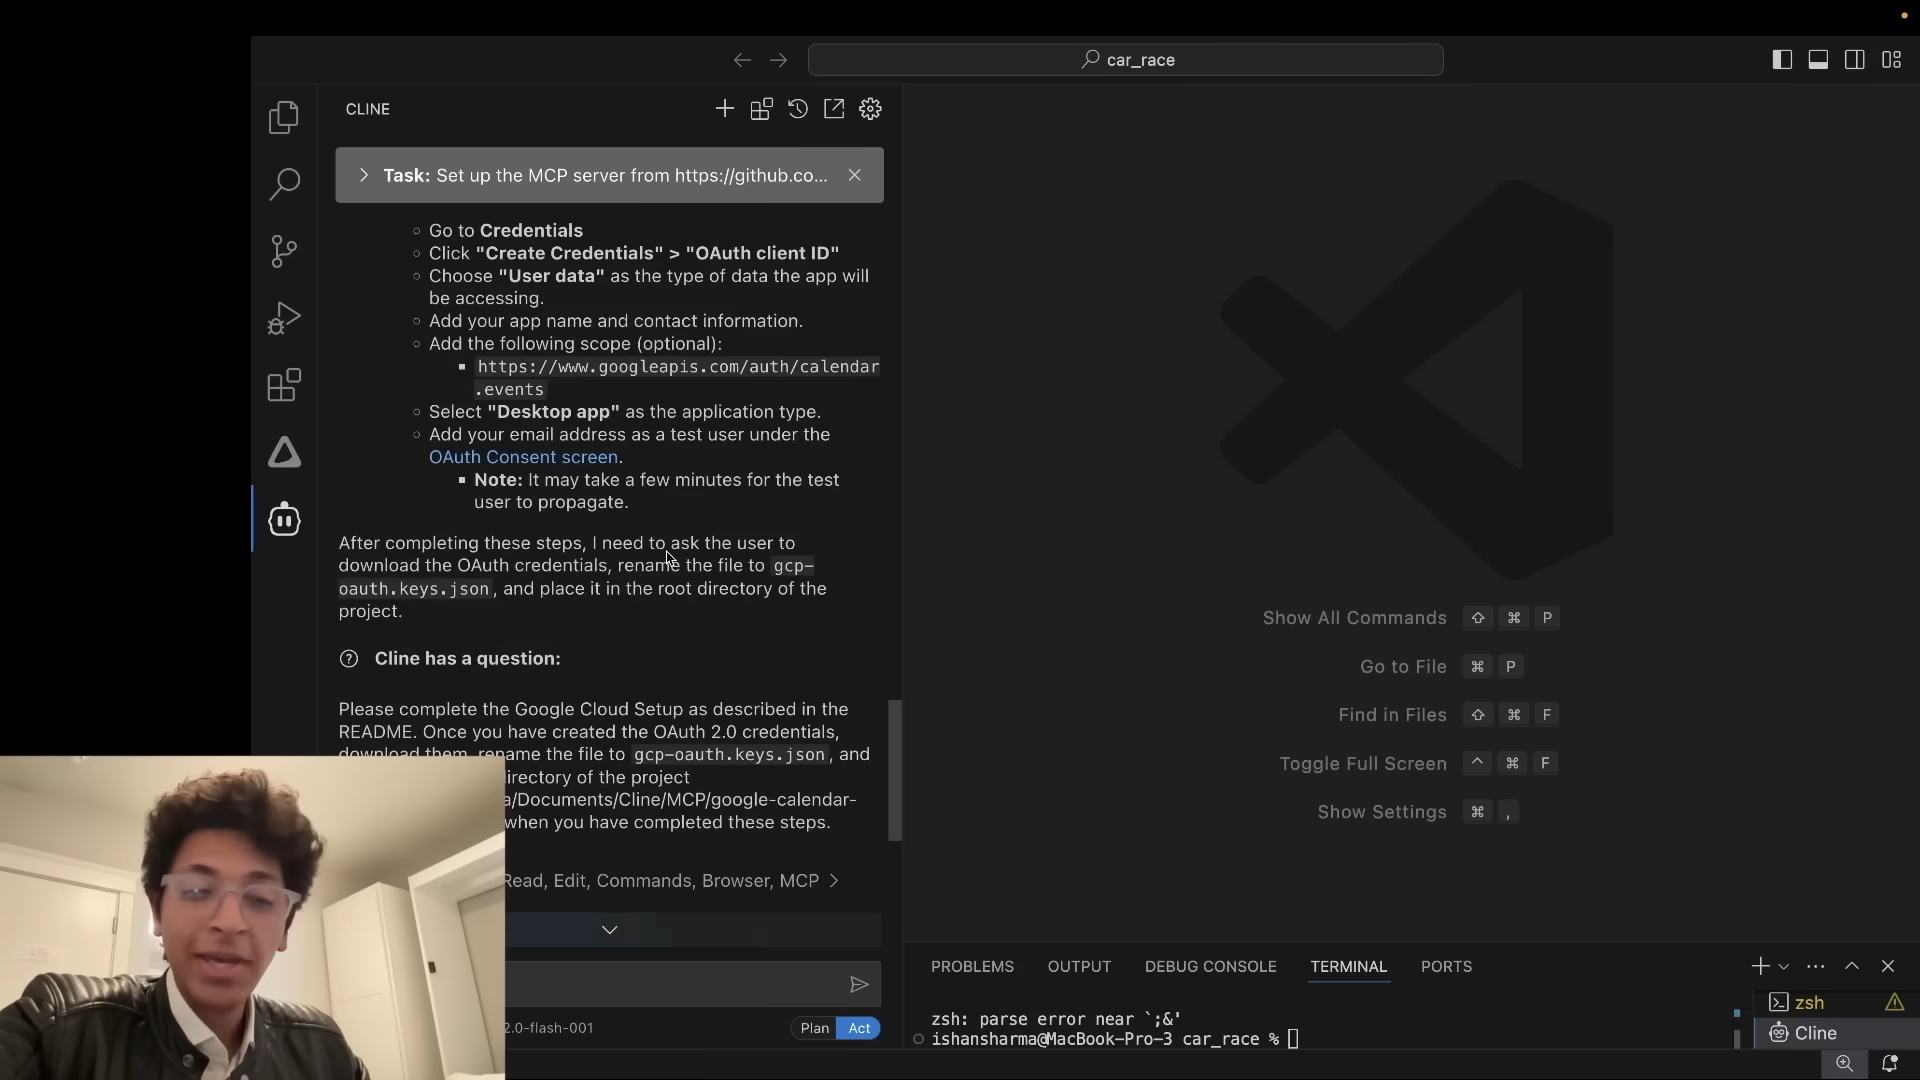 car_race
CLINE
Task: Set up the MCP server from https://github.co...
Go to Credentials
Click "Create Credentials" > "OAuth client ID"
Choose "User data" as the type of data the app will
be accessing.
Add your app name and contact information.
Add the following scope (optional):
https://www.googleapis.com/auth/calendar
.events
Select "Desktop app" as the application type.
Add your email address as a test user under the
OAuth Consent screen.
Note: It may take a few minutes for the test
user to propagate.
After completing these steps, I need to ask the user to
download the OAuth credentials, rename the file to gcp-
oauth.keys.json, and place it in the root directory of the
project.
Cline has a question:
Please complete the Google Cloud Setup as described in the
README. Once you have created the OAuth 2.0 credentials,
download them, rename the file to gcp-oauth.keys.json, and
irectory of the project
a/Documents/Cline/MCP/google-calendar-
when you have completed these steps.
Read, Edit, Commands, Browser, MCP
2.0-flash-001
Plan Act
Show All Commands ⇧ ⌘ P
Go to File ⌘ P
Find in Files ⇧ ⌘ F
Toggle Full Screen ^ ⌘ F
Show Settings ⌘ ,
PROBLEMS OUTPUT DEBUG CONSOLE TERMINAL PORTS
zsh: parse error near `;&'
ishansharma@MacBook-Pro-3 car_race %
zsh
Cline